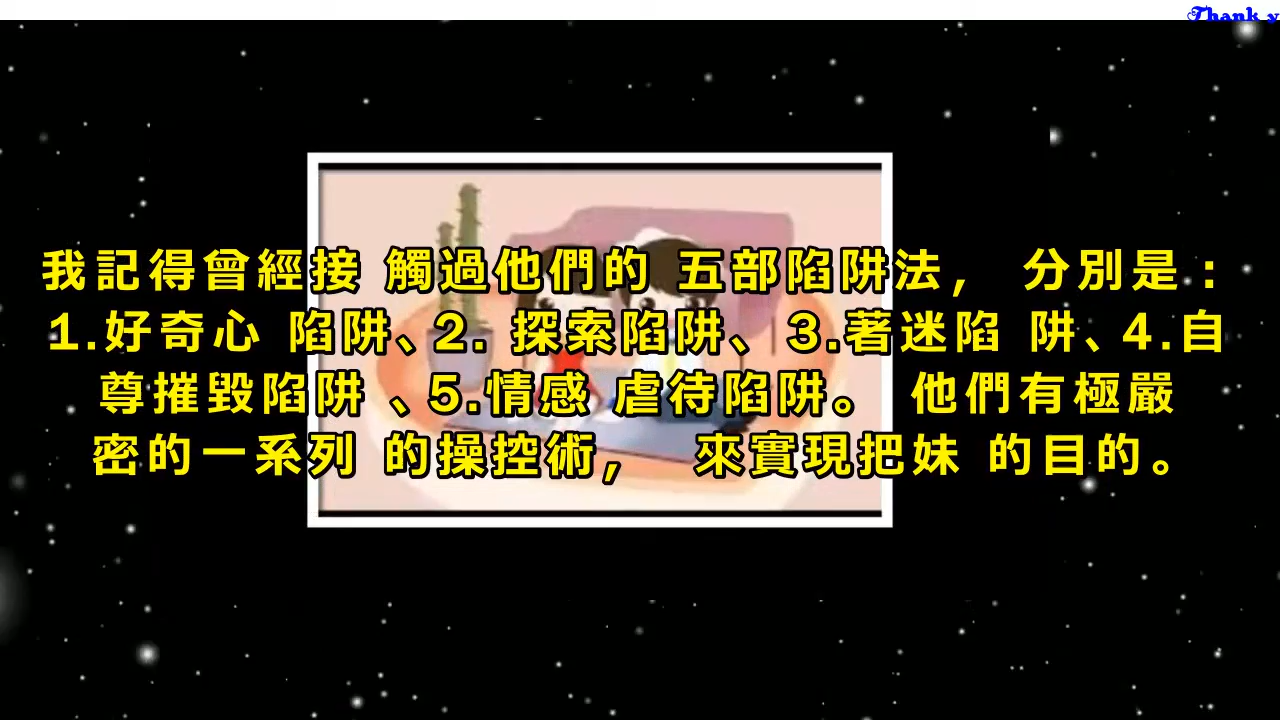 Thank y
我記得曾經接 觸過他們的 五部陷阱法， 分別是：
1.好奇心 陷阱、2. 探索陷阱、 3.著迷陷 阱、4.自
尊摧毀陷阱 、5.情感 虐待陷阱。 他們有極嚴
密的一系列 的操控術， 來實現把妹 的目的。